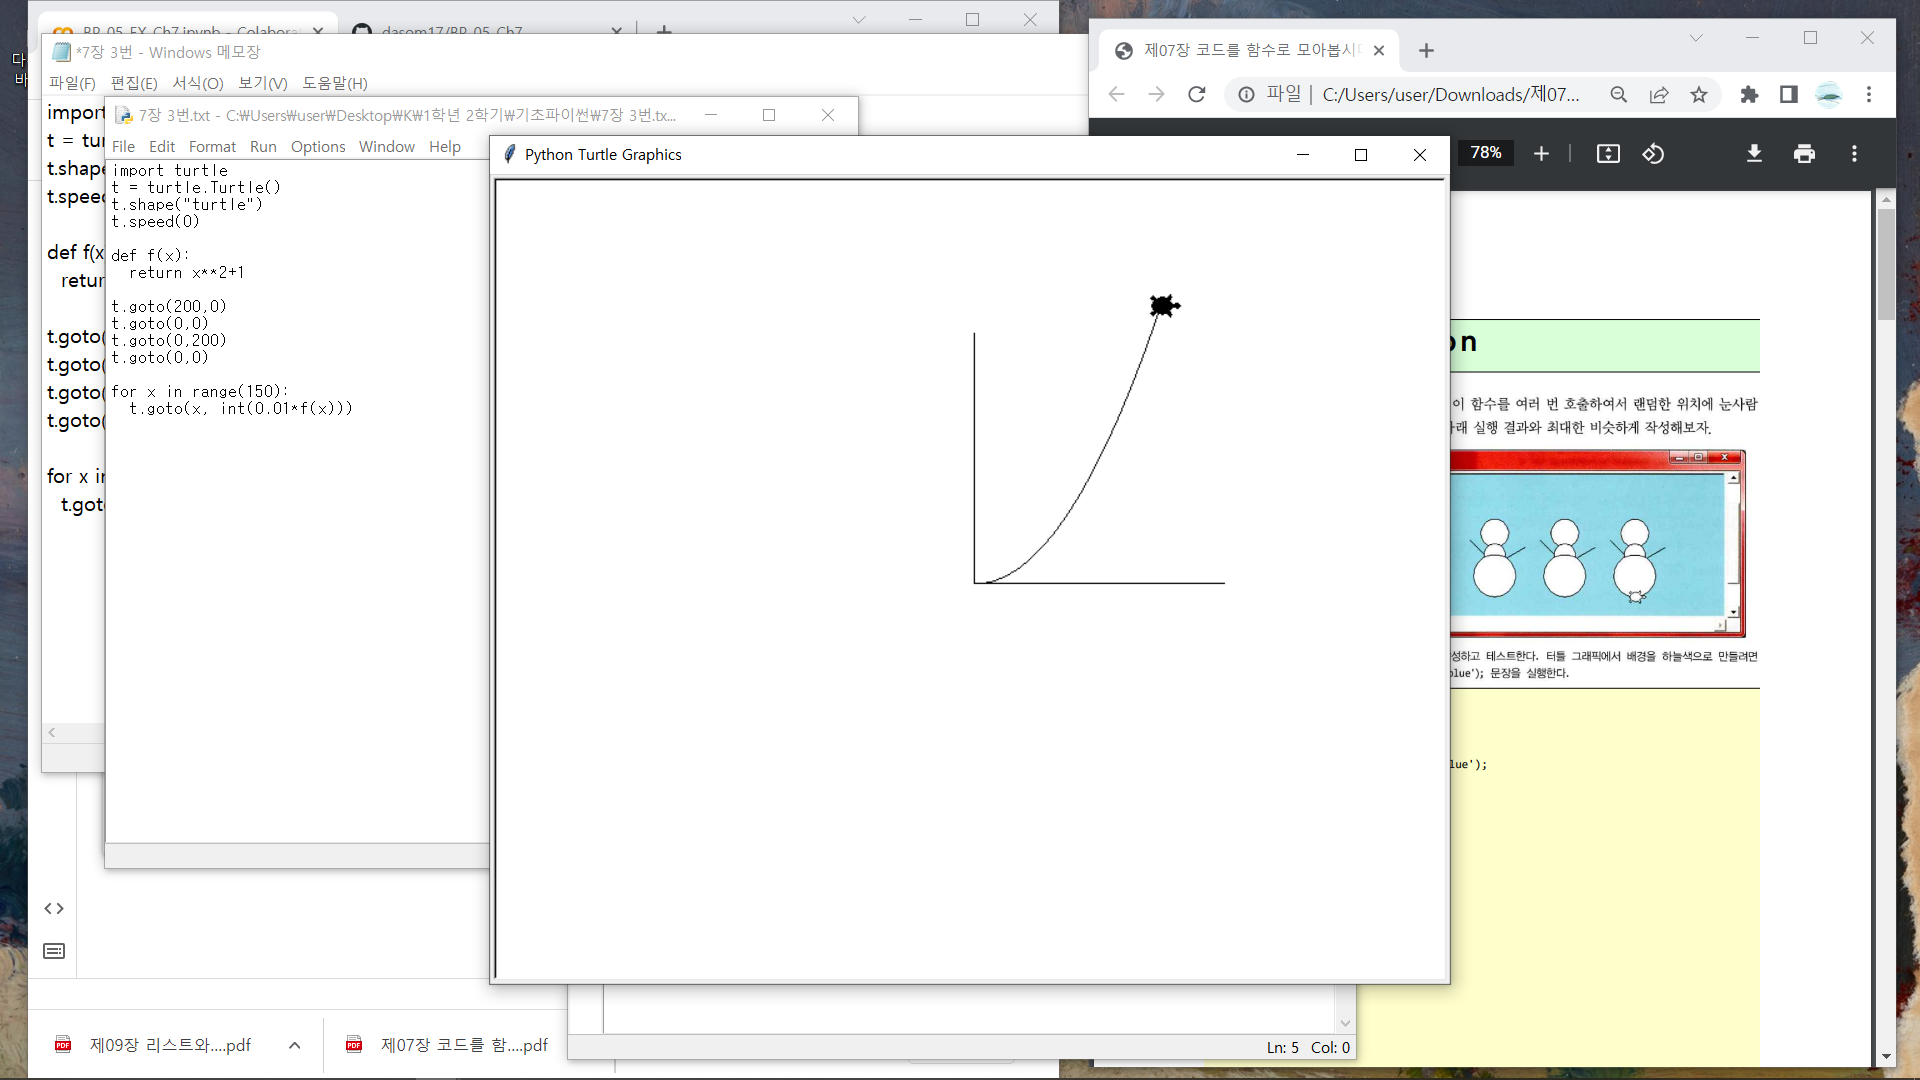 BP_05_EX_Ch7.ipynb - Colabora
dasom17/BP_05_Ch7
*7장 3번 - Windows 메모장
파일(F) 편집(E) 서식(O) 보기(V) 도움말(H)
import
t = tur
t.shape
t.speed
def f(x
retur
t.goto(
t.goto(
t.goto(
t.goto(
for x in
t.goto
7장 3번.txt - C:₩Users₩user₩Desktop₩K₩1학년 2학기₩기초파이썬₩7장 3번.tx...
File Edit Format Run Options Window Help
import turtle
t = turtle.Turtle()
t.shape("turtle")
t.speed(0)
def f(x):
return x**2+1
t.goto(200,0)
t.goto(0,0)
t.goto(0,200)
t.goto(0,0)
for x in range(150):
t.goto(x, int(0.01*f(x)))
Python Turtle Graphics
제07장 코드를 함수로 모아봅시
파일 | C:/Users/user/Downloads/제07...
78%
on
이 함수를 여러 번 호출하여서 랜덤한 위치에 눈사람
래 실행 결과와 최대한 비슷하게 작성해보자.
성하고 테스트한다. 터틀 그래픽에서 배경을 하늘색으로 만들려면
blue'); 문장을 실행한다.
lue');
제09장 리스트와....pdf
제07장 코드를 함....pdf
Ln: 5 Col: 0
다
바